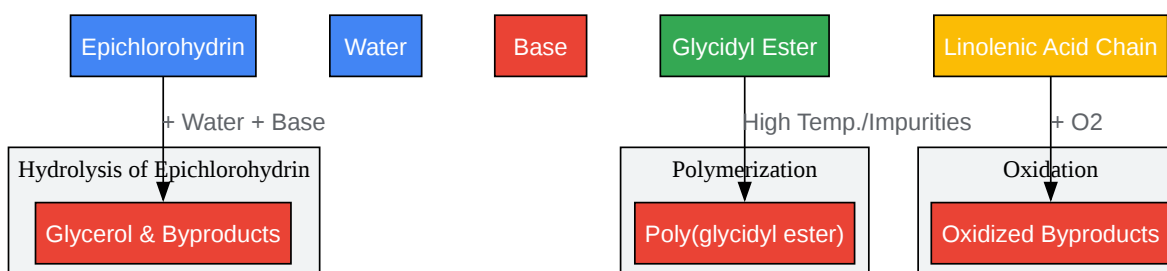 Epichlorohydrin
Water
Base
Glycidyl Ester
Linolenic Acid Chain
+ Water + Base
High Temp./Impurities
+ O2
Hydrolysis of Epichlorohydrin
Polymerization
Oxidation
Glycerol & Byproducts
Poly(glycidyl ester)
Oxidized Byproducts